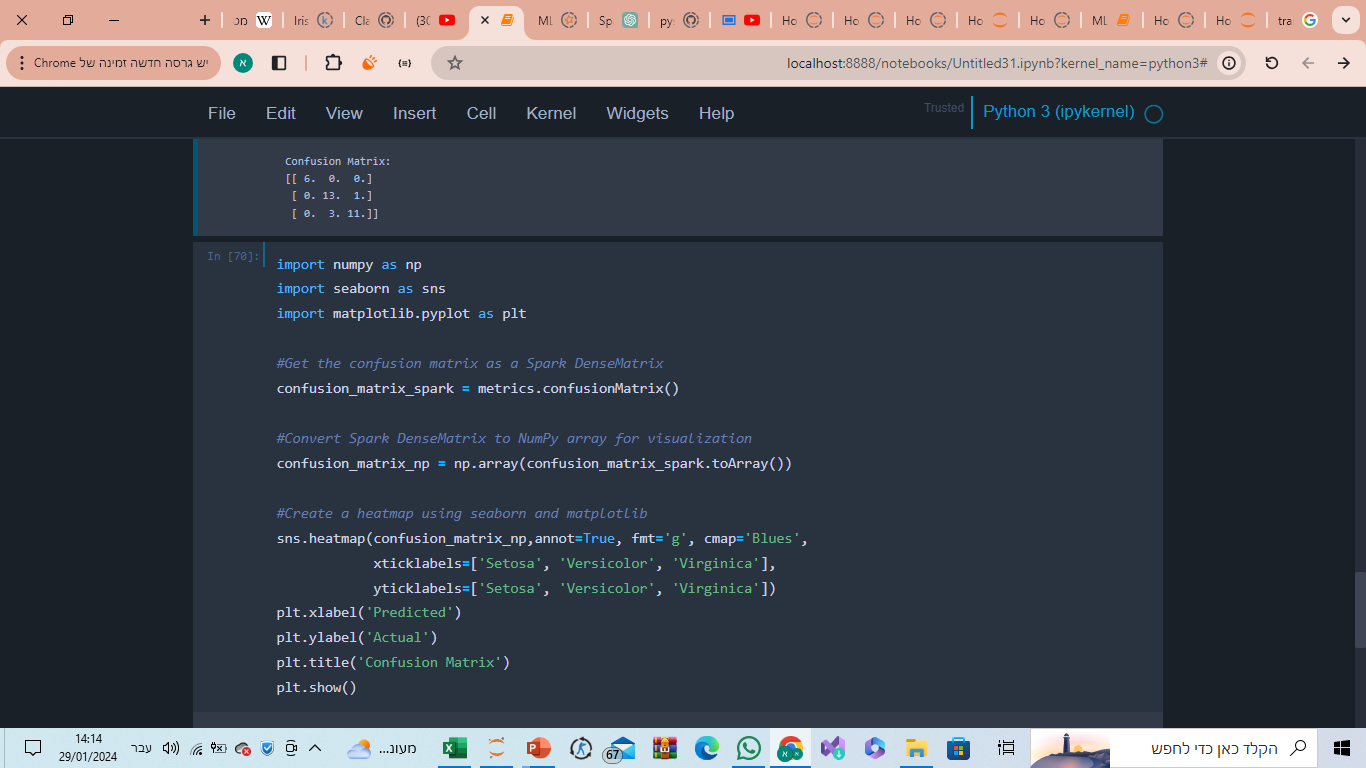 סס
W
Iris
Cla
(30
ML
Sp
py
Ho
Ho
Ho
Ho
Ho
ML
Ho
Ho
tra
יש גרסה חדשה זמינה של Chrome
א
localhost:8888/notebooks/Untitled31.ipynb?kernel_name=python3#
File Edit View Insert Cell Kernel Widgets Help Trusted Python 3 (ipykernel)
Confusion Matrix:
[[ 6.  0.  0.]
[ 0. 13.  1.]
[ 0.  3. 11.]]
In [70]:
import numpy as np
import seaborn as sns
import matplotlib.pyplot as plt
#Get the confusion matrix as a Spark DenseMatrix
confusion_matrix_spark = metrics.confusionMatrix()
#Convert Spark DenseMatrix to NumPy array for visualization
confusion_matrix_np = np.array(confusion_matrix_spark.toArray())
#Create a heatmap using seaborn and matplotlib
sns.heatmap(confusion_matrix_np,annot=True, fmt='g', cmap='Blues',
xticklabels=['Setosa', 'Versicolor', 'Virginica'],
yticklabels=['Setosa', 'Versicolor', 'Virginica'])
plt.xlabel('Predicted')
plt.ylabel('Actual')
plt.title('Confusion Matrix')
plt.show()
14:14
29/01/2024
עבר
מעונ...
67
הקלד כאן כדי לחפש